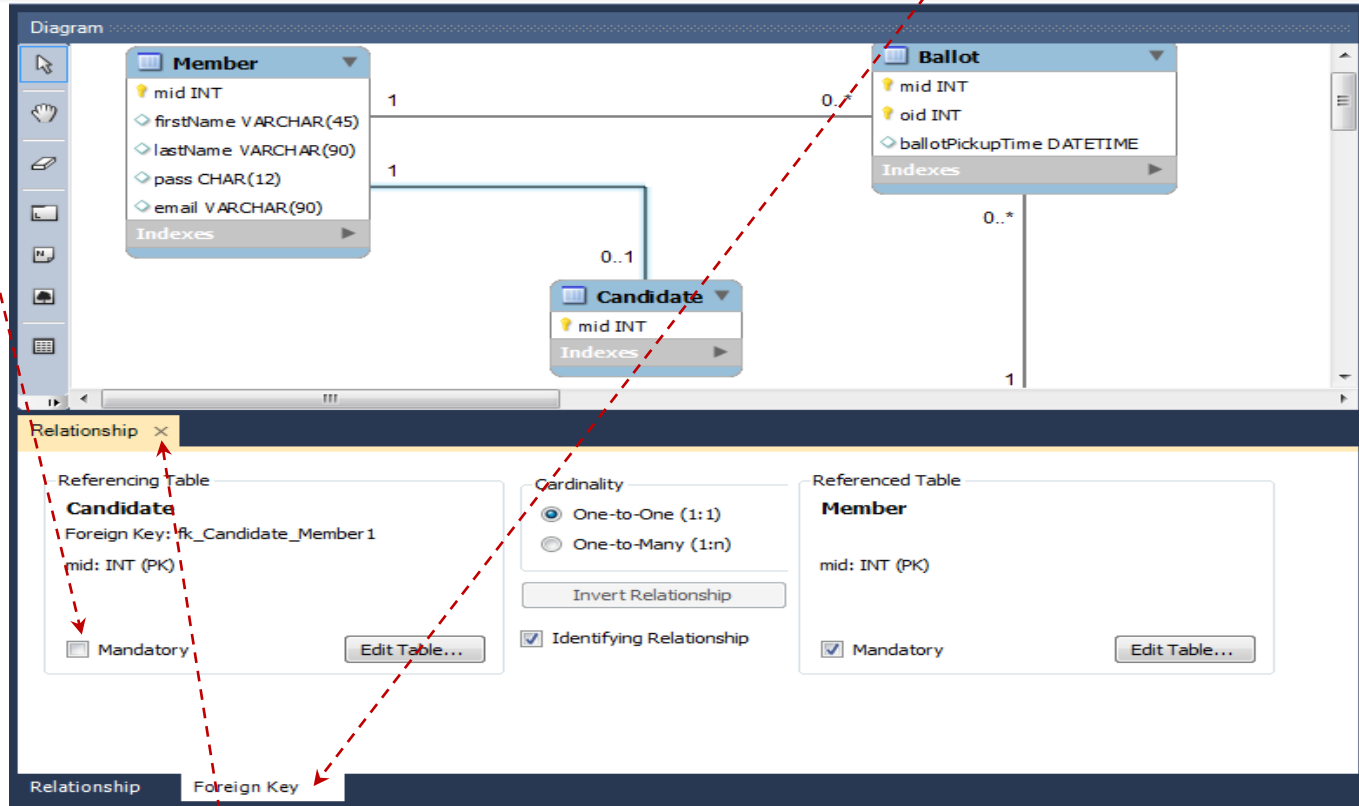 Diagram
Member
mid INT
firstName VARCHAR(45)
lastName VARCHAR(90)
pass CHAR(12)
email VARCHAR(90)
Indexes
1
0..*
1
0..1
Ballot
mid INT
oid INT
ballotPickupTime DATETIME
Indexes
0..*
1
Candidate
mid INT
Indexes
Relationship
Referencing Table
Candidate
Foreign Key: fk_Candidate_Member1
mid: INT (PK)
Mandatory
Edit Table...
Cardinality
One-to-One (1:1)
One-to-Many (1:n)
Invert Relationship
Identifying Relationship
Referenced Table
Member
mid: INT (PK)
Mandatory
Edit Table...
Relationship
Foreign Key